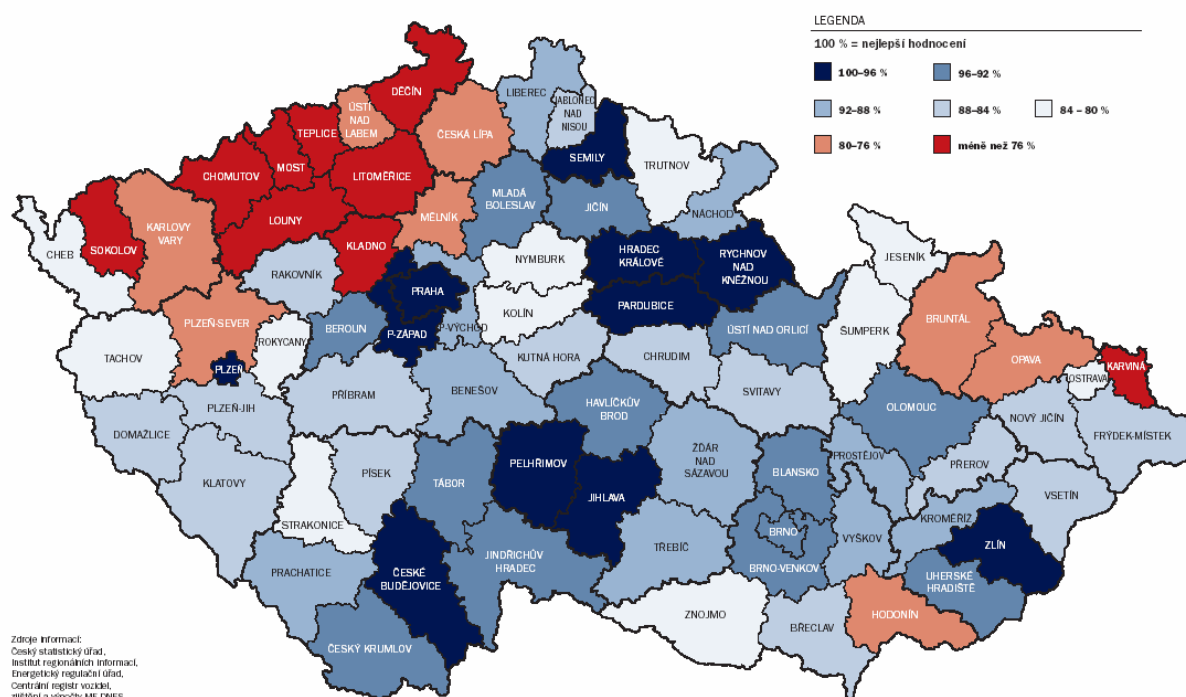 LEGENDA
100 % = nejlepší hodnocení
100–96 %
96–92 %
92–88 %
88–84 %
84 – 80 %
80–76 %
méně než 76 %
DĚČÍN
LIBEREC
JABLONEC
NAD
NISOU
ÚSTÍ
NAD
LABEM
TEPLICE
ČESKÁ LÍPA
SEMILY
TRUTNOV
MOST
CHOMUTOV
LITOMĚŘICE
MLADÁ
BOLESLAV
JIČÍN
NÁCHOD
LOUNY
MĚLNÍK
KARLOVY
VARY
SOKOLOV
CHEB
KLADNO
RAKOVNÍK
NYMBURK
HRADEC
KRÁLOVÉ
RYCHNOV
NAD
KNĚŽNOU
JESENÍK
PRAHA
PARDUBICE
KOLÍN
PLZEŇ-SEVER
BEROUN
P-ZÁPAD
P-VÝCHOD
ÚSTÍ NAD ORLICÍ
ŠUMPERK
BRUNTÁL
ROKYCANY
TACHOV
PLZEŇ
KUTNÁ HORA
CHRUDIM
OPAVA
KARVINÁ
OSTRAVA
PŘÍBRAM
BENEŠOV
SVITAVY
PLZEŇ-JIH
HAVLÍČKŮV
BROD
OLOMOUC
NOVÝ JIČÍN
DOMAŽLICE
FRÝDEK-MÍSTEK
ŽĎÁR
NAD
SÁZAVOU
PROSTĚJOV
PELHŘIMOV
PŘEROV
PÍSEK
KLATOVY
TÁBOR
BLANSKO
JIHLAVA
VSETÍN
STRAKONICE
KROMĚŘÍŽ
BRNO
VYŠKOV
TŘEBÍČ
ZLÍN
JINDŘICHŮV
HRADEC
BRNO-VENKOV
PRACHATICE
ČESKÉ
BUDĚJOVICE
UHERSKÉ
HRADIŠTĚ
ZNOJMO
HODONÍN
BŘECLAV
ČESKÝ KRUMLOV
Zdroje informací:
Český statistický úřad,
Institut regionálních informací,
Energetický regulační úřad,
Centrální registr vozidel,
zjištění a výpočty MF DNES